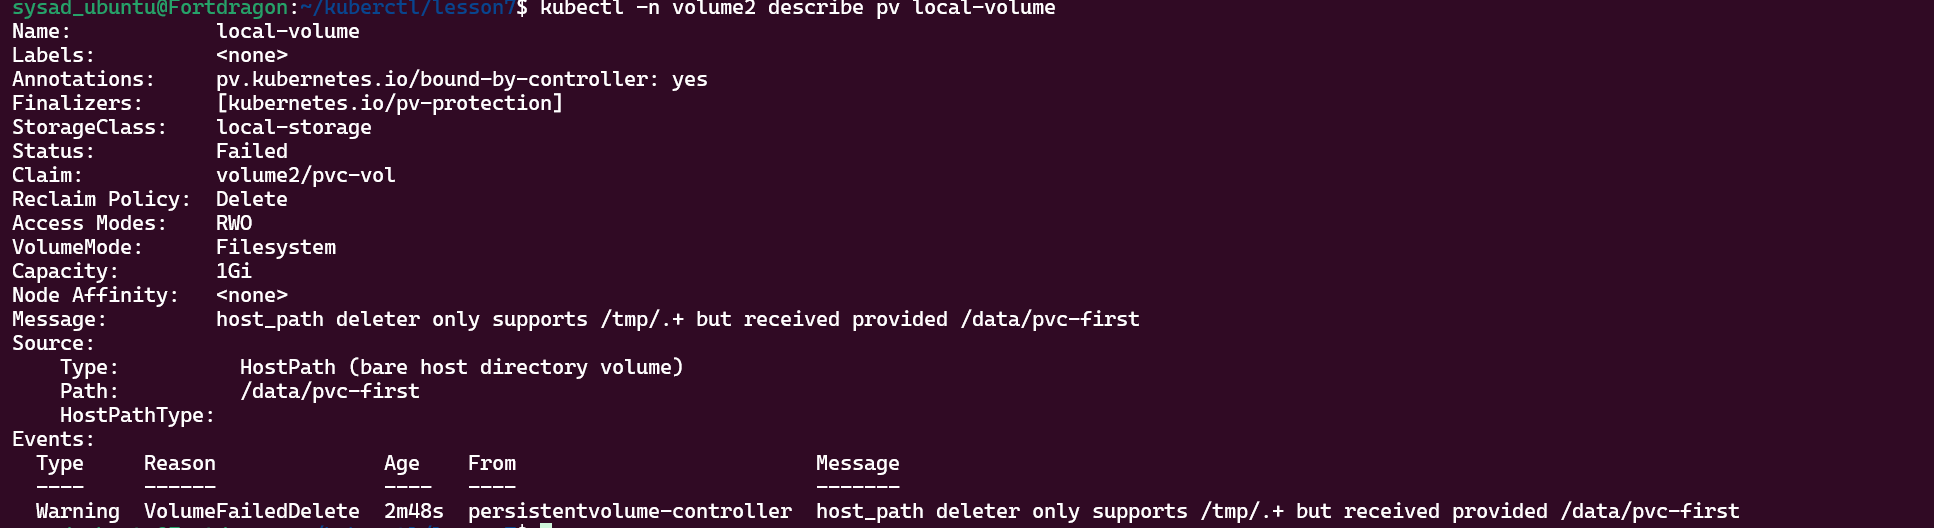 sysad_ubuntu@Fortdragon:~/kuberctl/lesson7$ kubectl -n volume2 describe pv local-volume
Name:            local-volume
Labels:          <none>
Annotations:     pv.kubernetes.io/bound-by-controller: yes
Finalizers:      [kubernetes.io/pv-protection]
StorageClass:    local-storage
Status:          Failed
Claim:           volume2/pvc-vol
Reclaim Policy:  Delete
Access Modes:    RWO
VolumeMode:      Filesystem
Capacity:        1Gi
Node Affinity:   <none>
Message:         host_path deleter only supports /tmp/.+ but received provided /data/pvc-first
Source:
    Type:          HostPath (bare host directory volume)
    Path:          /data/pvc-first
    HostPathType:
Events:
  Type     Reason              Age    From                         Message
  ----     ------              ----   ----                         -------
  Warning  VolumeFailedDelete  2m48s  persistentvolume-controller  host_path deleter only supports /tmp/.+ but received provided /data/pvc-first